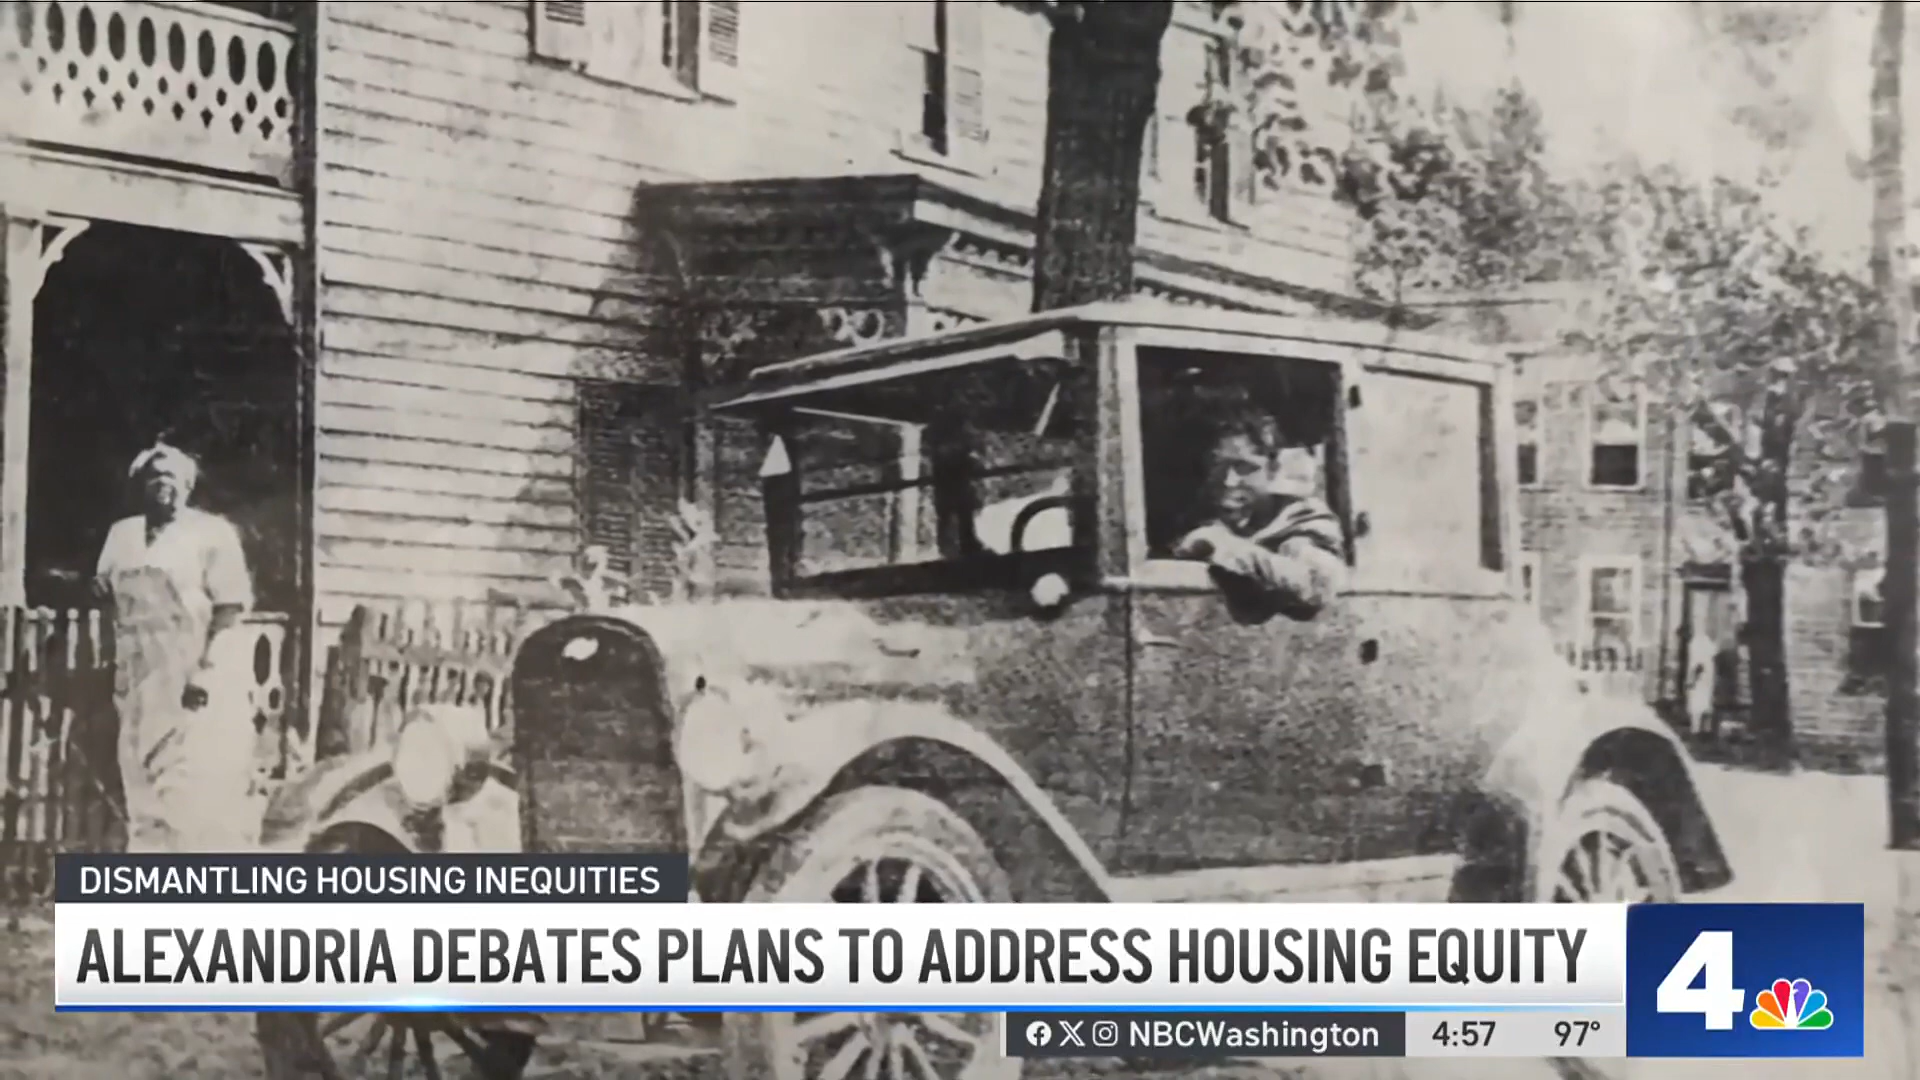 DISMANTLING HOUSING INEQUITIES
ALEXANDRIA DEBATES PLANS TO ADDRESS HOUSING EQUITY
4
NBCWashington 4:57 97°